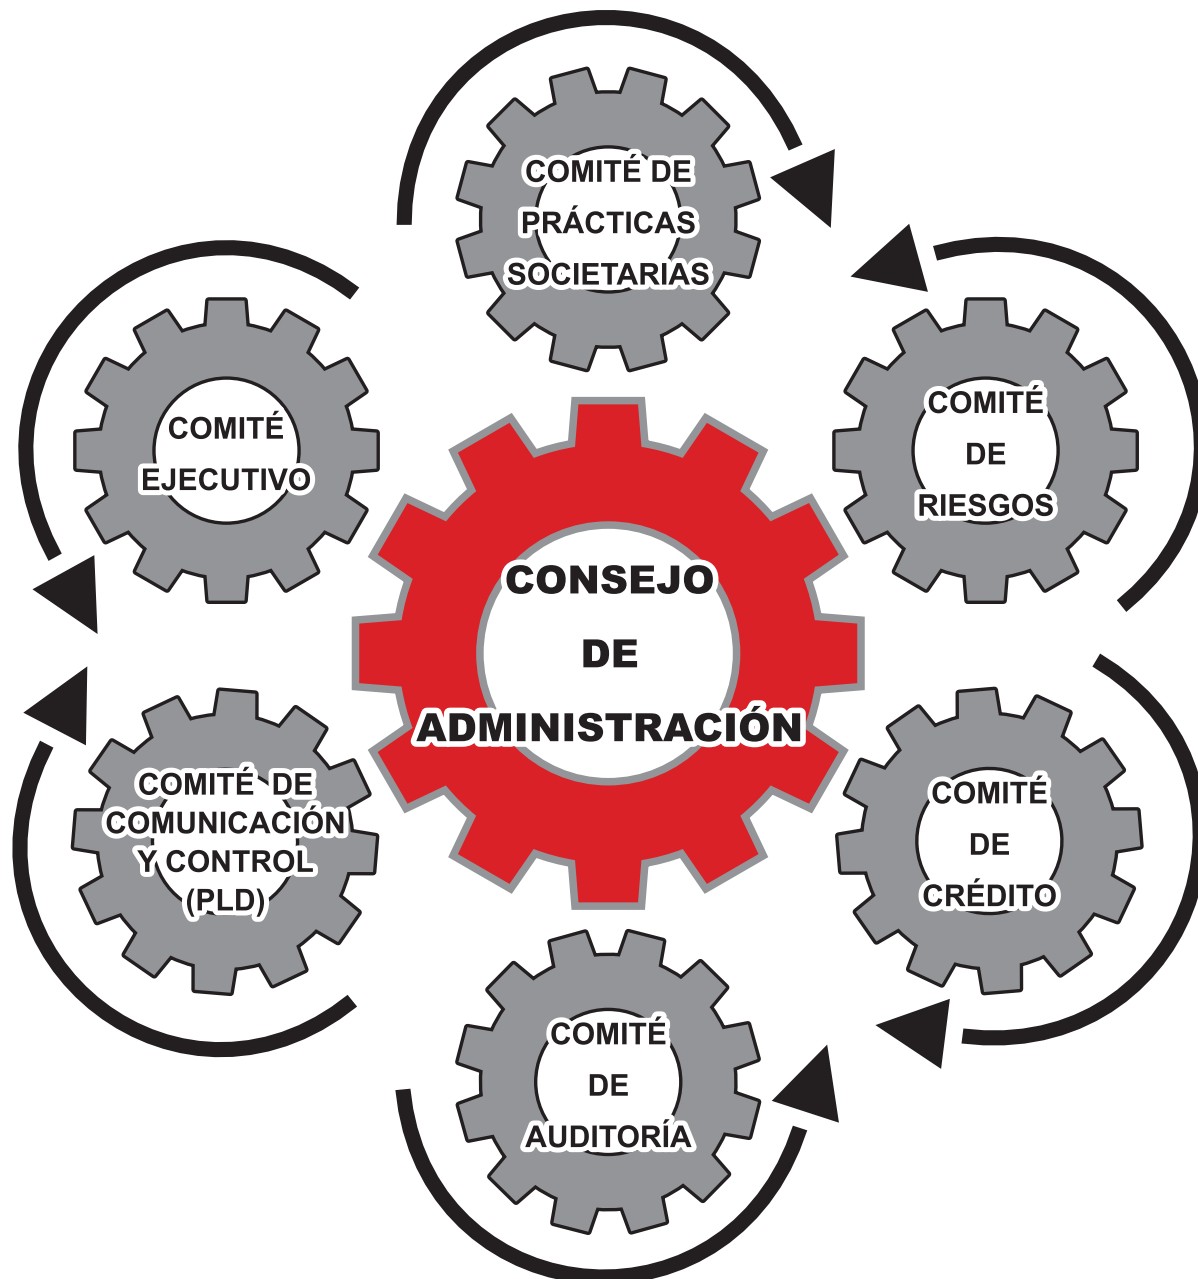 COMITÉ DE
PRÁCTICAS
SOCIETARIAS
COMITÉ
EJECUTIVO
COMITÉ
DE
RIESGOS
CONSEJO
DE
ADMINISTRACIÓN
COMITÉ DE
COMUNICACIÓN
Y CONTROL
(PLD)
COMITÉ
DE
CRÉDITO
COMITÉ
DE
AUDITORÍA